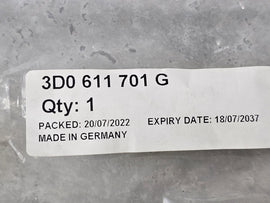 3D0 611 701 G
Qty: 1
PACKED: 20/07/2022 EXPIRY DATE: 18/07/2037
MADE IN GERMANY